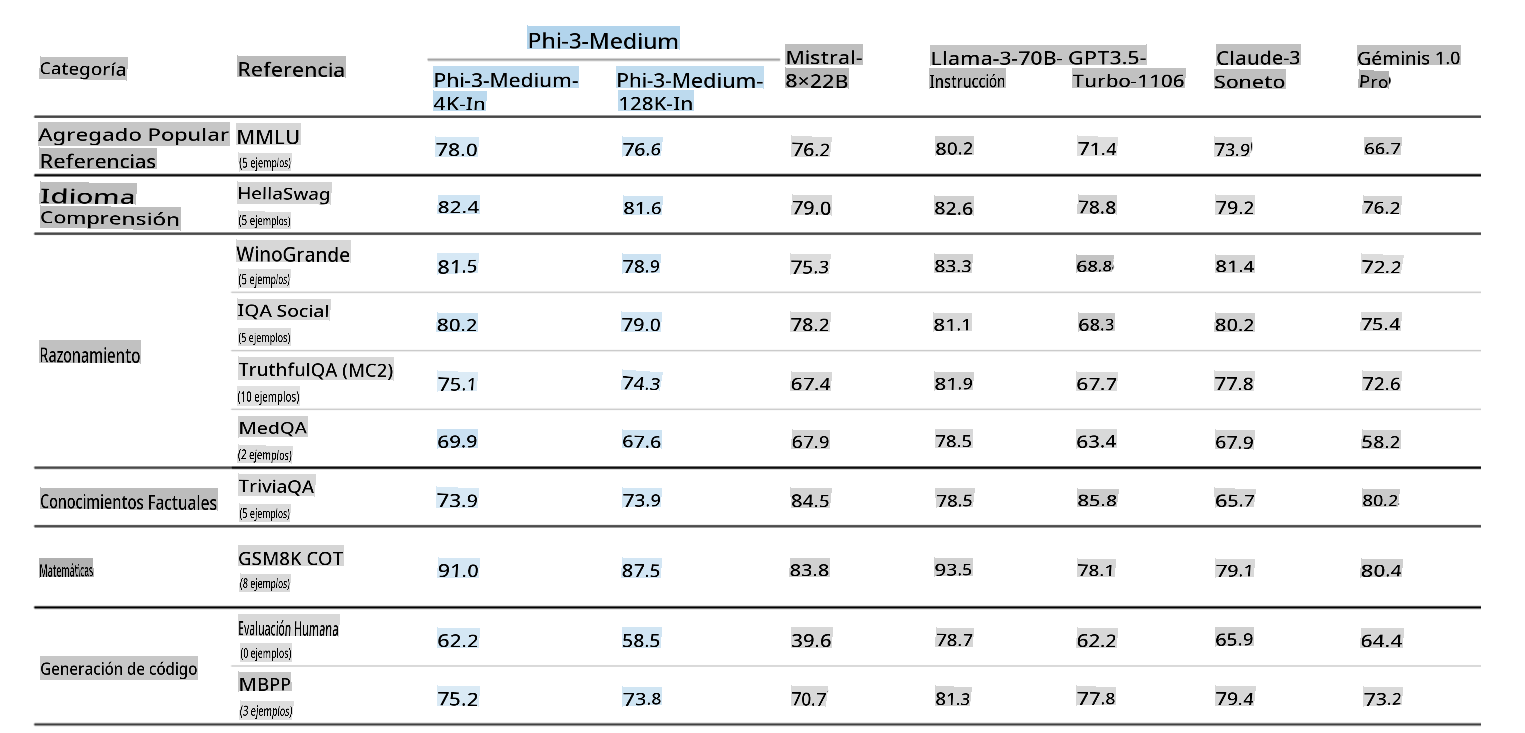 Phi-3-Medium
Categoría Referencia Phi-3-Medium-4K-In Phi-3-Medium-128K-In Mistral-8×22B Llama-3-70B-Instrucción GPT3.5-Turbo-1106 Claude-3 Soneto Géminis 1.0 Pro
Agregado Popular Referencias MMLU (5 ejemplos) 78.0 76.6 76.2 80.2 71.4 73.9 66.7
Idioma Comprensión HellaSwag (5 ejemplos) 82.4 81.6 79.0 82.6 78.8 79.2 76.2
Razonamiento WinoGrande (5 ejemplos) 81.5 78.9 75.3 83.3 68.8 81.4 72.2
IQA Social (5 ejemplos) 80.2 79.0 78.2 81.1 68.3 80.2 75.4
TruthfulQA (MC2) (10 ejemplos) 75.1 74.3 67.4 81.9 67.7 77.8 72.6
MedQA (2 ejemplos) 69.9 67.6 67.9 78.5 63.4 67.9 58.2
Conocimientos Factuales TriviaQA (5 ejemplos) 73.9 73.9 84.5 78.5 85.8 65.7 80.2
Matemáticas GSM8K COT (8 ejemplos) 91.0 87.5 83.8 93.5 78.1 79.1 80.4
Generación de código Evaluación Humana (0 ejemplos) 62.2 58.5 39.6 78.7 62.2 65.9 64.4
MBPP (3 ejemplos) 75.2 73.8 70.7 81.3 77.8 79.4 73.2